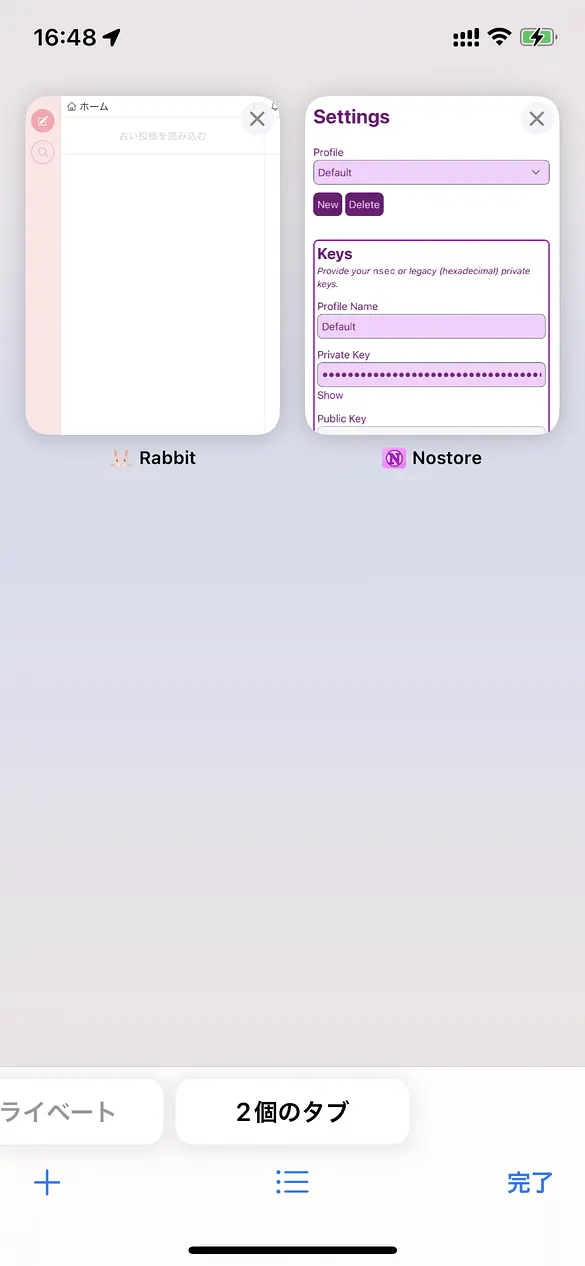 16:48
ホーム
古い投稿を読み込む
Rabbit
Settings
Profile
Default
New Delete
Keys
Provide your nsec or legacy (hexadecimal) private
keys.
Profile Name
Default
Private Key
••••••••••••••••••••••••••••••••••
Show
Public Key
Nostore
ライベート
2個のタブ
完了